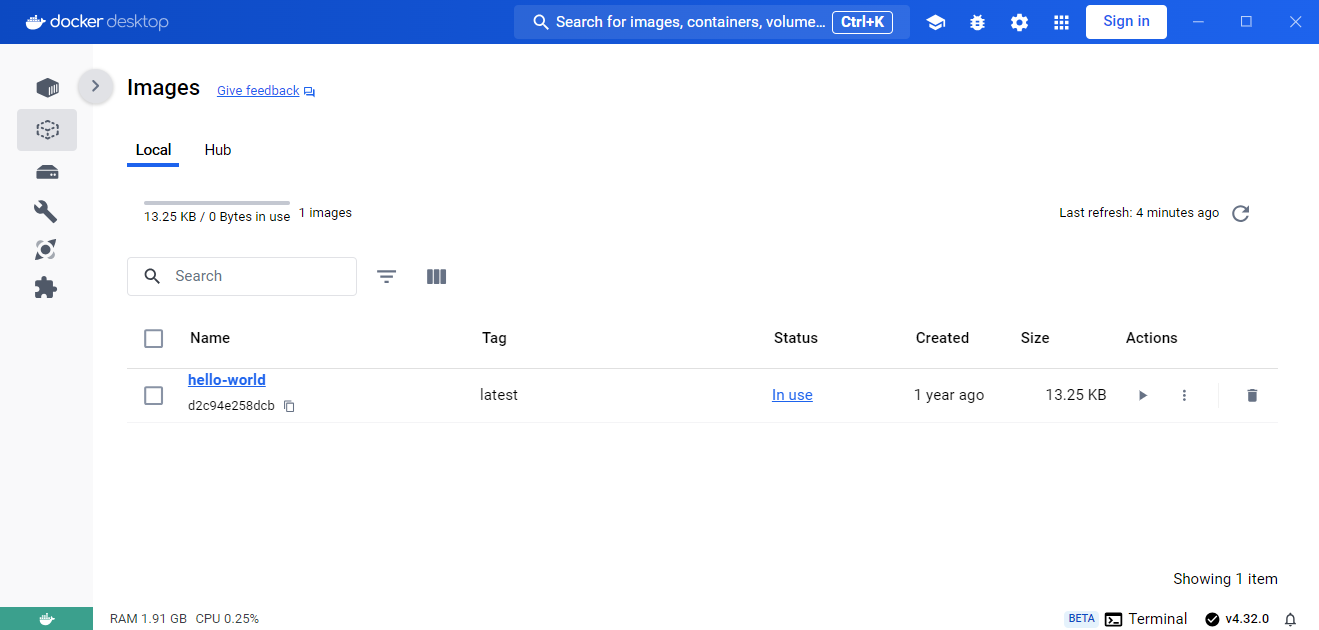 docker desktop
Search for images, containers, volume... Ctrl+K
Sign in
Images Give feedback
Local Hub
13.25 KB / 0 Bytes in use 1 images
Last refresh: 4 minutes ago
Search
Name Tag Status Created Size Actions
hello-world
d2c94e258dcb
latest In use 1 year ago 13.25 KB
Showing 1 item
RAM 1.91 GB CPU 0.25%
BETA Terminal v4.32.0